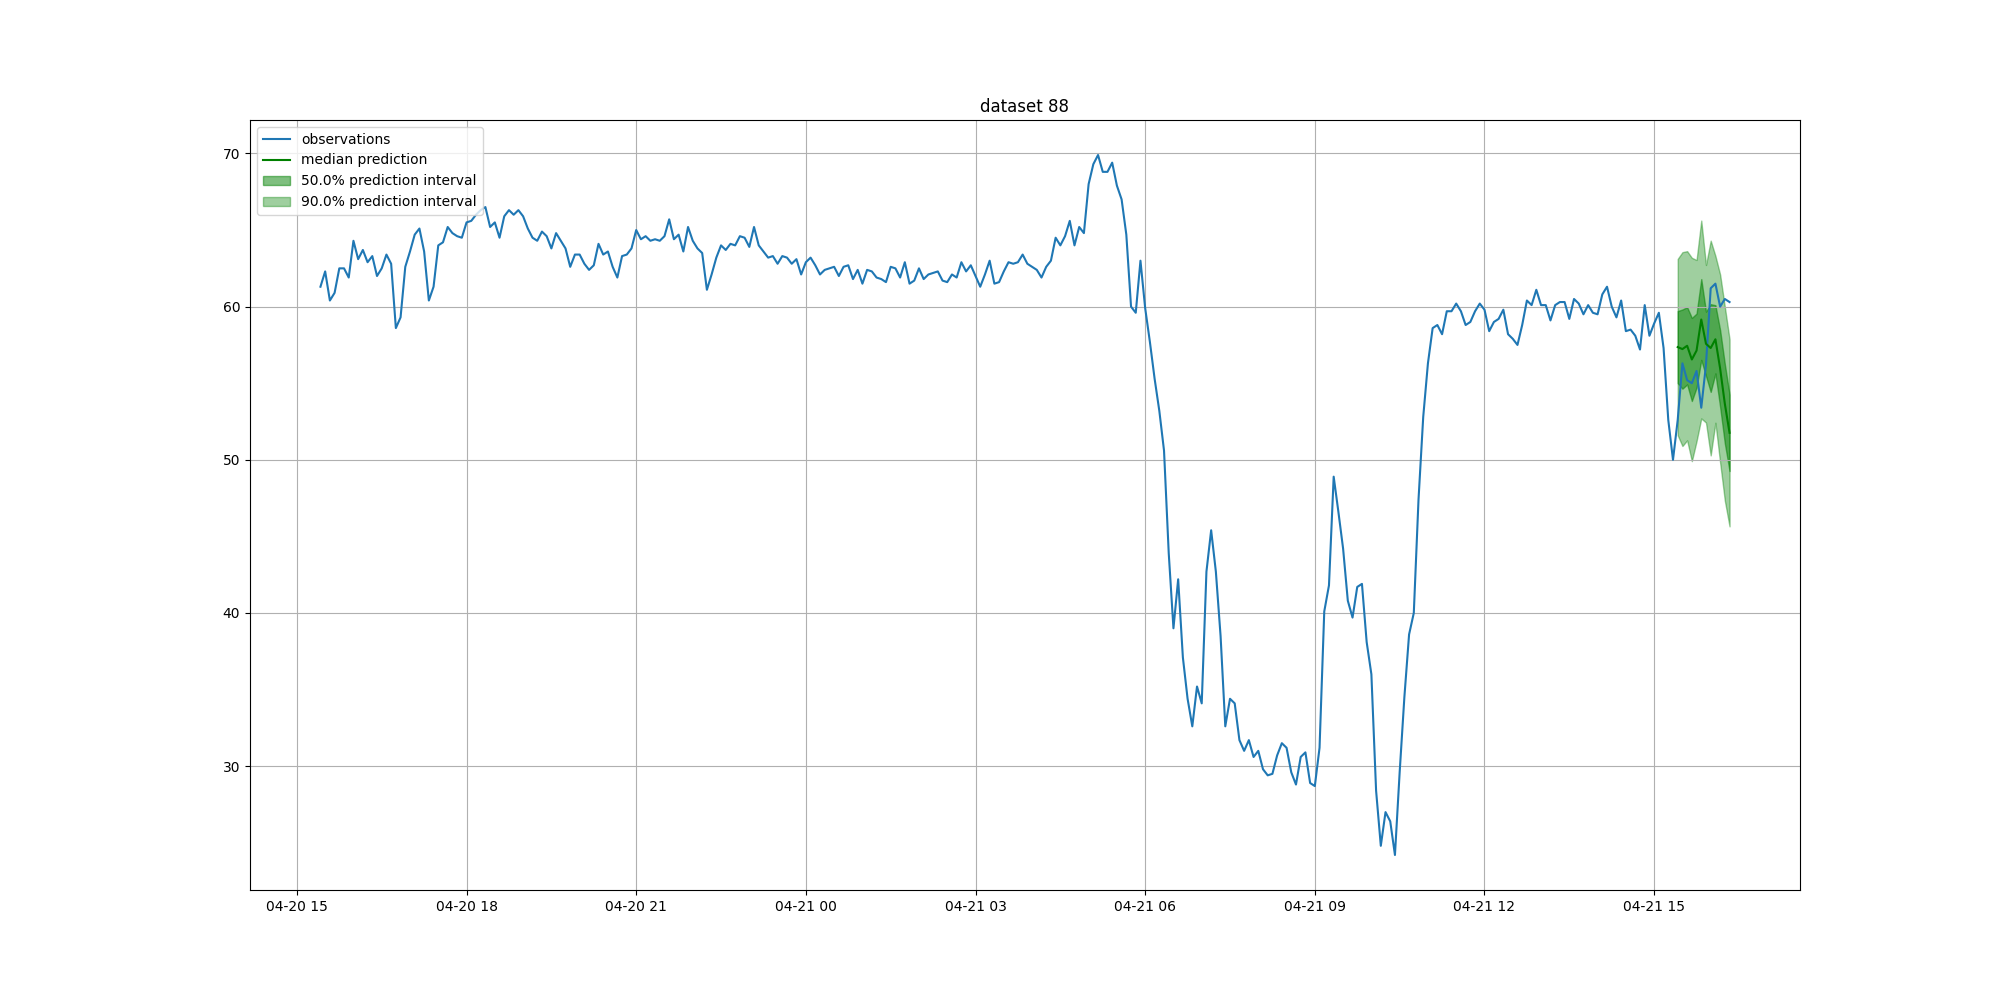 dataset 88
observations
median prediction
50.0% prediction interval
90.0% prediction interval
70
60
50
40
30
04-20 15
04-20 18
04-20 21
04-21 00
04-21 03
04-21 06
04-21 09
04-21 12
04-21 15